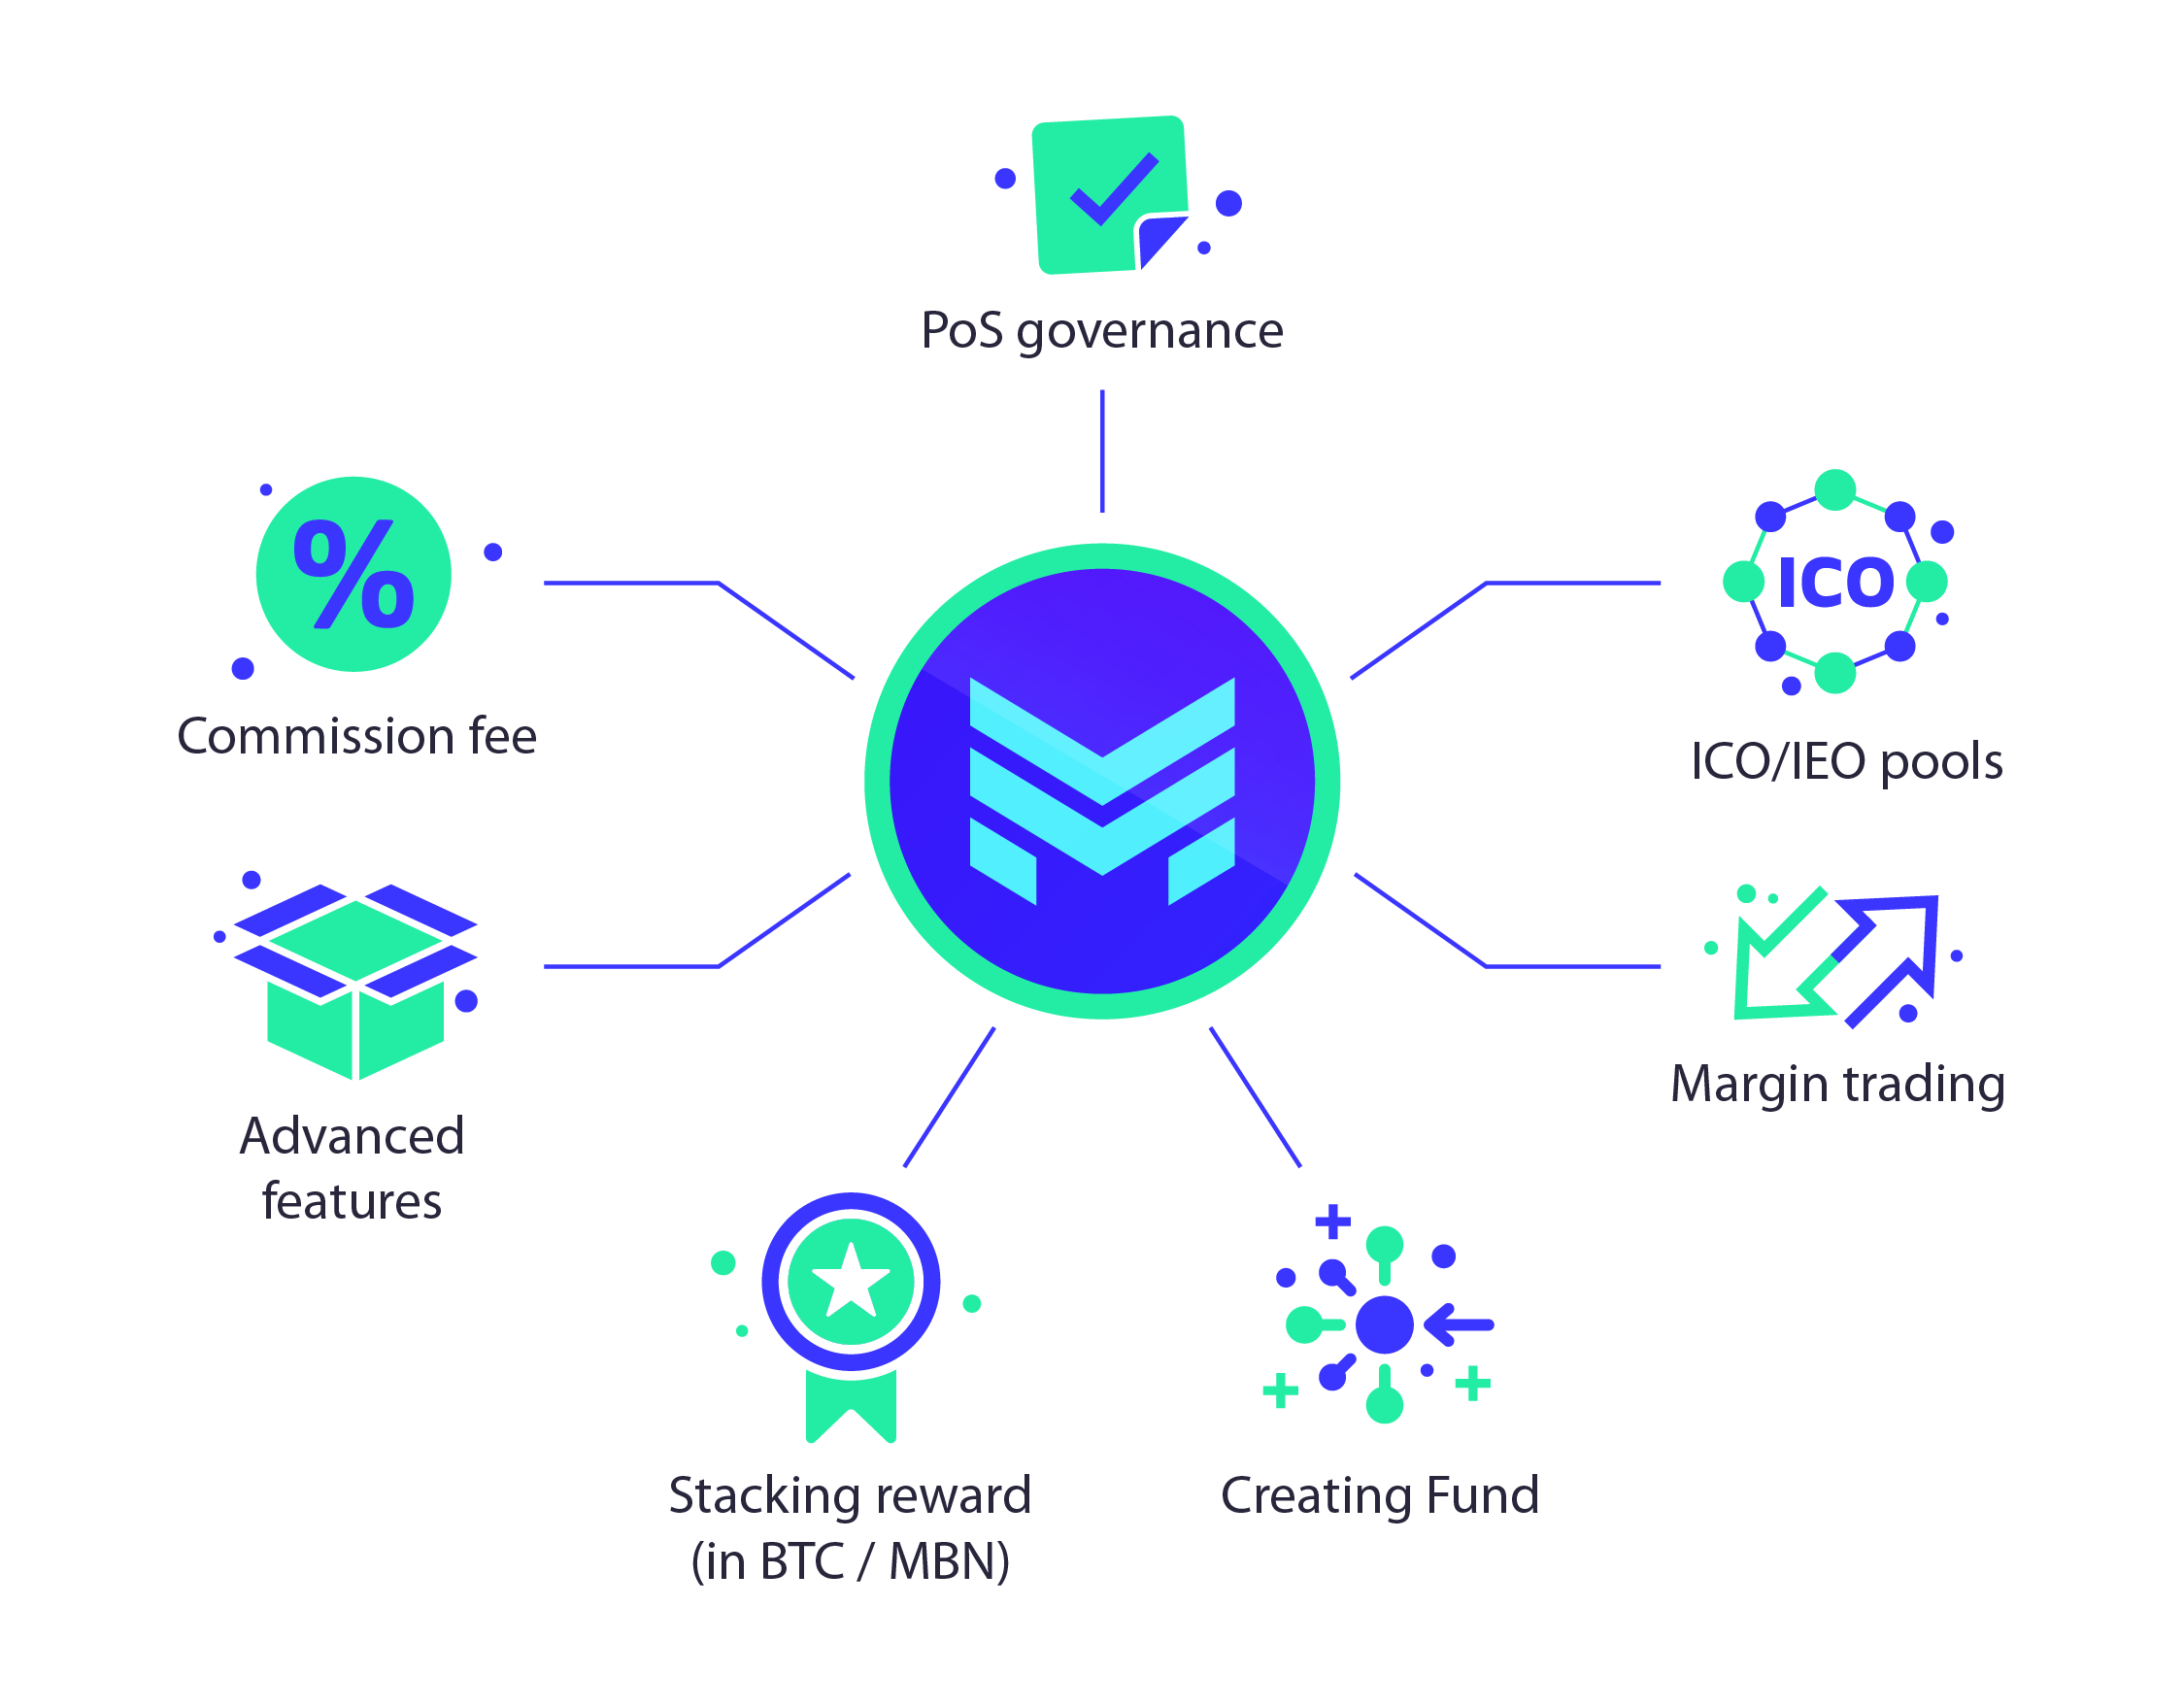 PoS governance
%
Commission fee
ICO
ICO/IEO pools
Advanced
features
Margin trading
Stacking reward
(in BTC / MBN)
Creating Fund